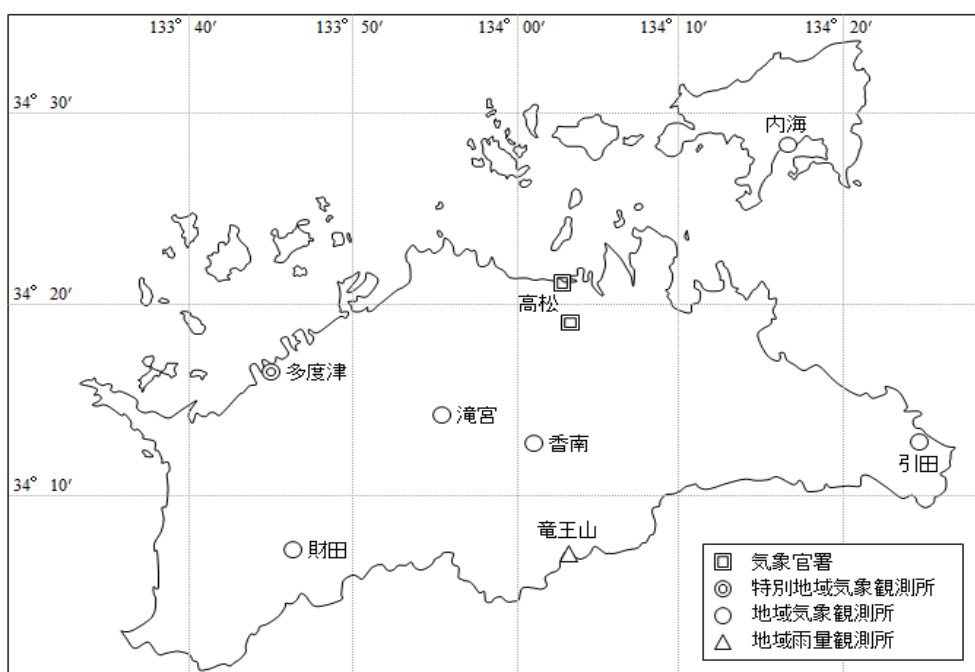 133° 40′
133° 50′
134° 00′
134° 10′
134° 20′
34° 30′
内海
34° 20′
高松
多度津
滝宮
香南
引田
34° 10′
竜王山
財田
気象官署
特別地域気象観測所
地域気象観測所
地域雨量観測所